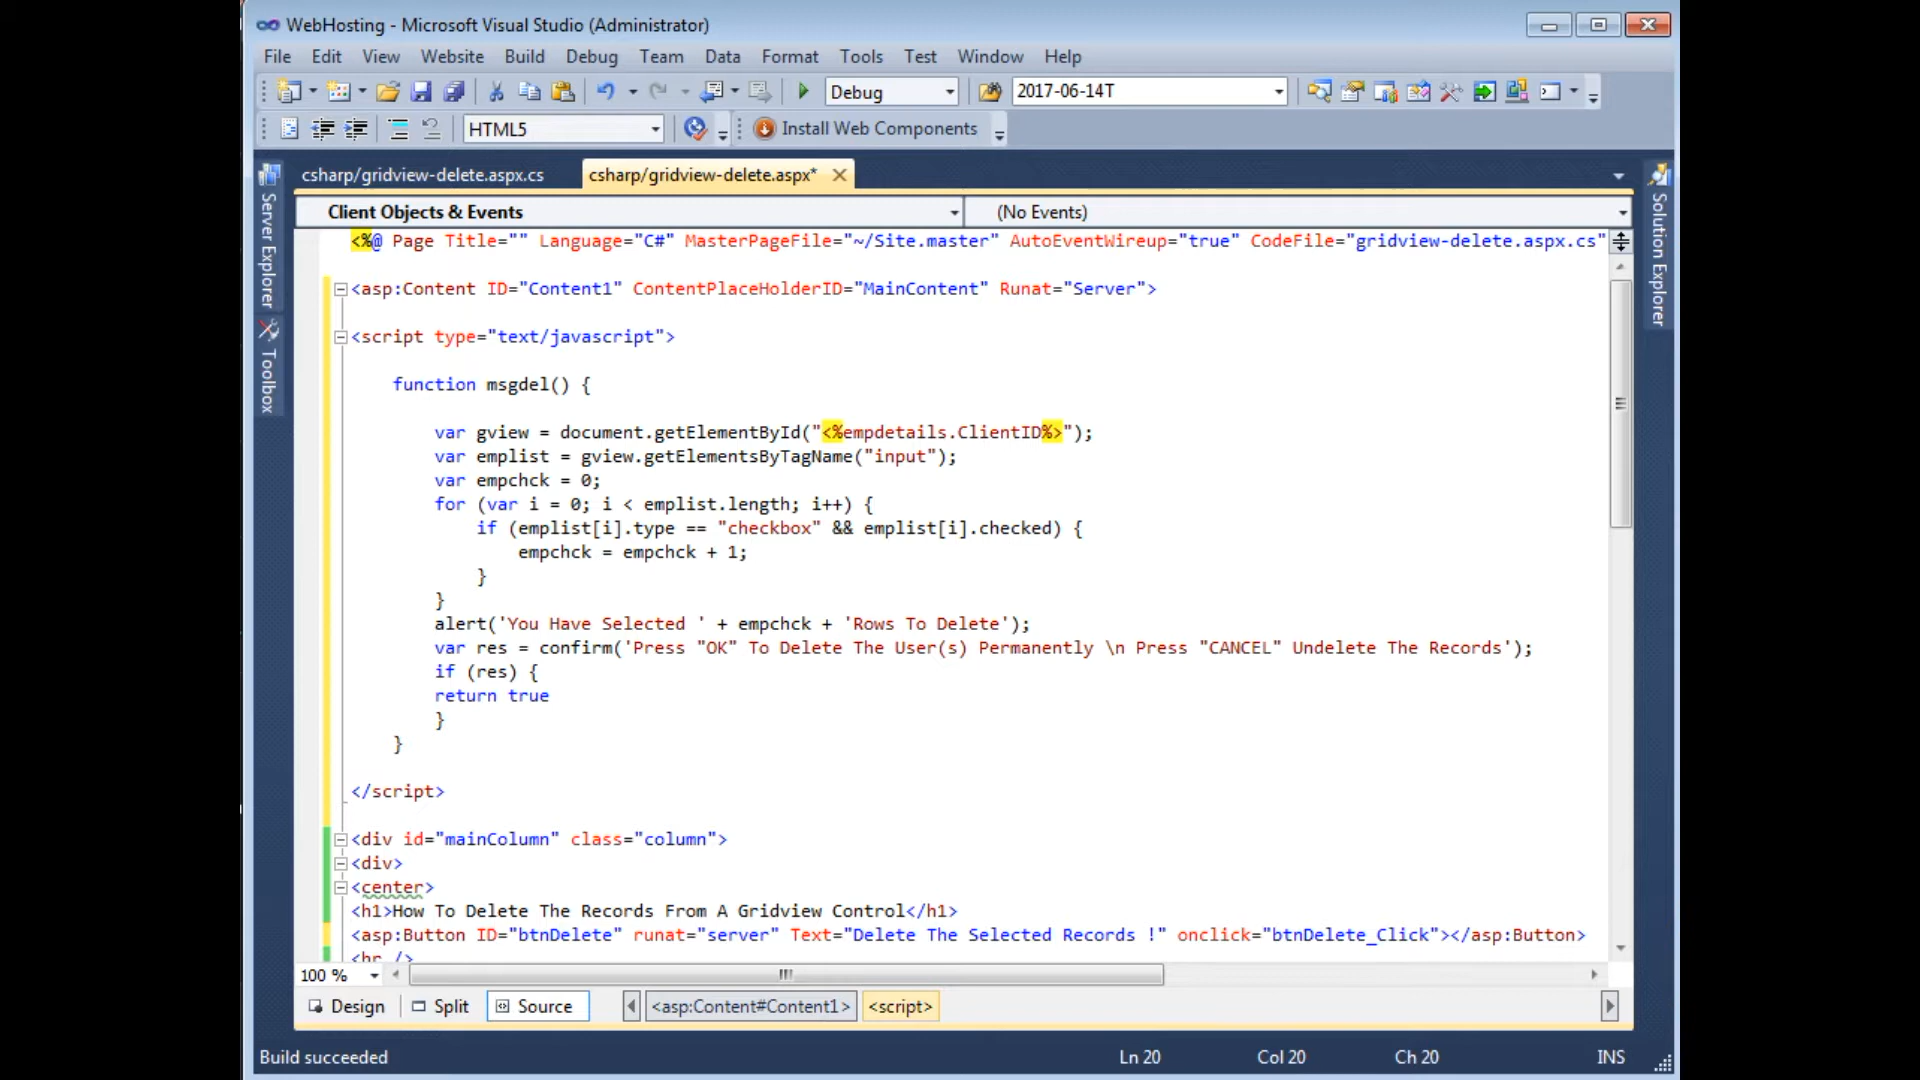 WebHosting - Microsoft Visual Studio (Administrator)
File Edit View Website Build Debug Team Data Format Tools Test Window Help
Debug 2017-06-14T
HTML5 Install Web Components
Server Explorer
Toolbox
Solution Explorer
csharp/gridview-delete.aspx.cs csharp/gridview-delete.aspx*
Client Objects & Events (No Events)
<%@ Page Title="" Language="C#" MasterPageFile="~/Site.master" AutoEventWireup="true" CodeFile="gridview-delete.aspx.cs"
<asp:Content ID="Content1" ContentPlaceHolderID="MainContent" Runat="Server">
<script type="text/javascript">
function msgdel() {
var gview = document.getElementById("<%empdetails.ClientID%>");
var emplist = gview.getElementsByTagName("input");
var empchck = 0;
for (var i = 0; i < emplist.length; i++) {
if (emplist[i].type == "checkbox" && emplist[i].checked) {
empchck = empchck + 1;
}
}
alert('You Have Selected ' + empchck + 'Rows To Delete');
var res = confirm('Press "OK" To Delete The User(s) Permanently \n Press "CANCEL" Undelete The Records');
if (res) {
return true
}
}
</script>
<div id="mainColumn" class="column">
<div>
<center>
<h1>How To Delete The Records From A Gridview Control</h1>
<asp:Button ID="btnDelete" runat="server" Text="Delete The Selected Records !" onclick="btnDelete_Click"></asp:Button>
<hr />
100 %
Design Split Source <asp:Content#Content1> <script>
Build succeeded Ln 20 Col 20 Ch 20 INS